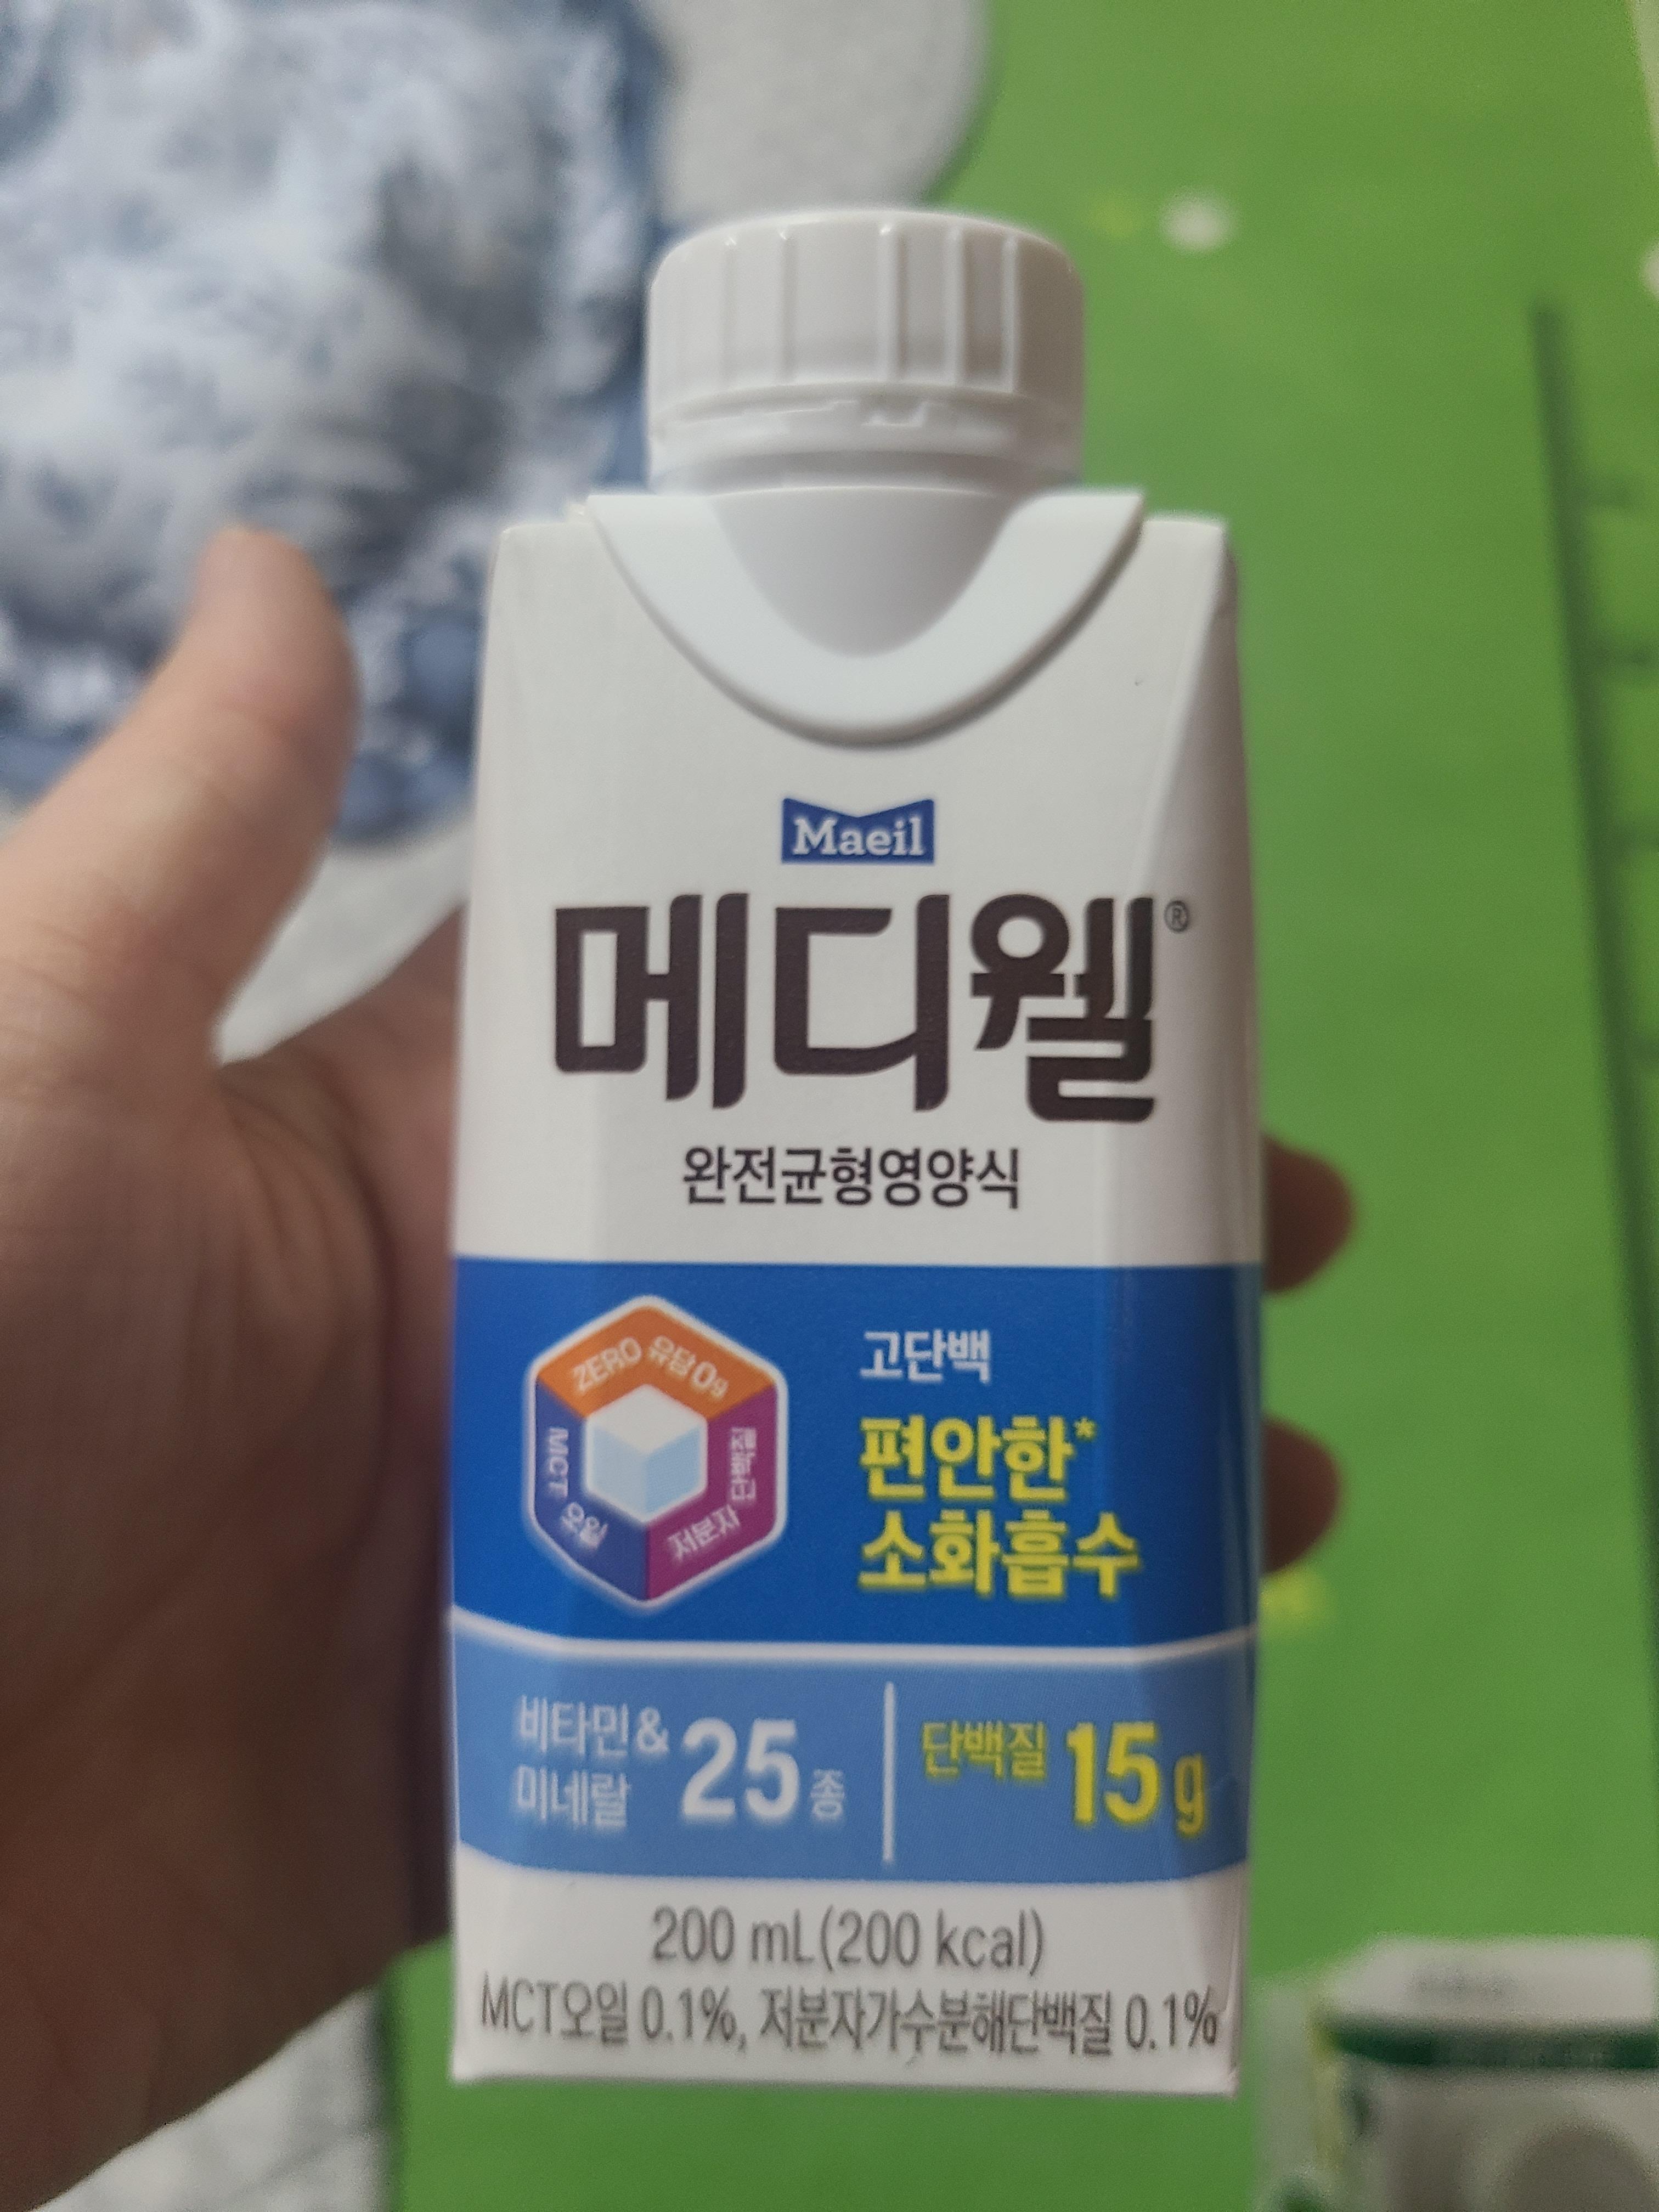 Maeil
메디웰®
완전균형영양식
ZERO 유당 0g
MCT 오일
저분자 단백질
고단백
편안한*
소화흡수
비타민&
미네랄 25종
단백질 15g
200 mL(200 kcal)
MCT오일 0.1%, 저분자가수분해단백질 0.1%